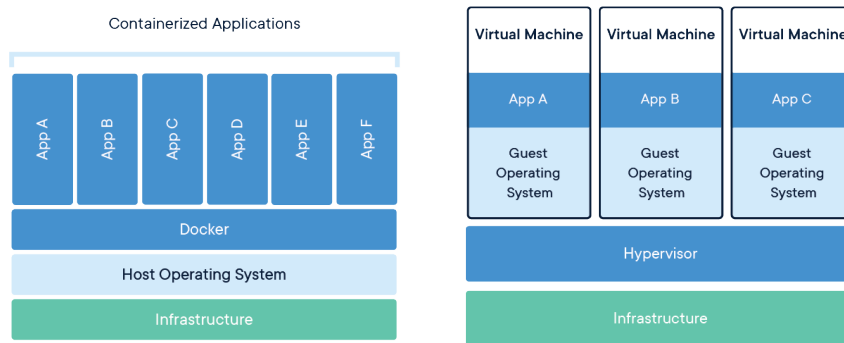 Containerized Applications
App A
App B
App C
App D
App E
App F
Docker
Host Operating System
Infrastructure
Virtual Machine
App A
Guest
Operating
System
Virtual Machine
App B
Guest
Operating
System
Virtual Machine
App C
Guest
Operating
System
Hypervisor
Infrastructure